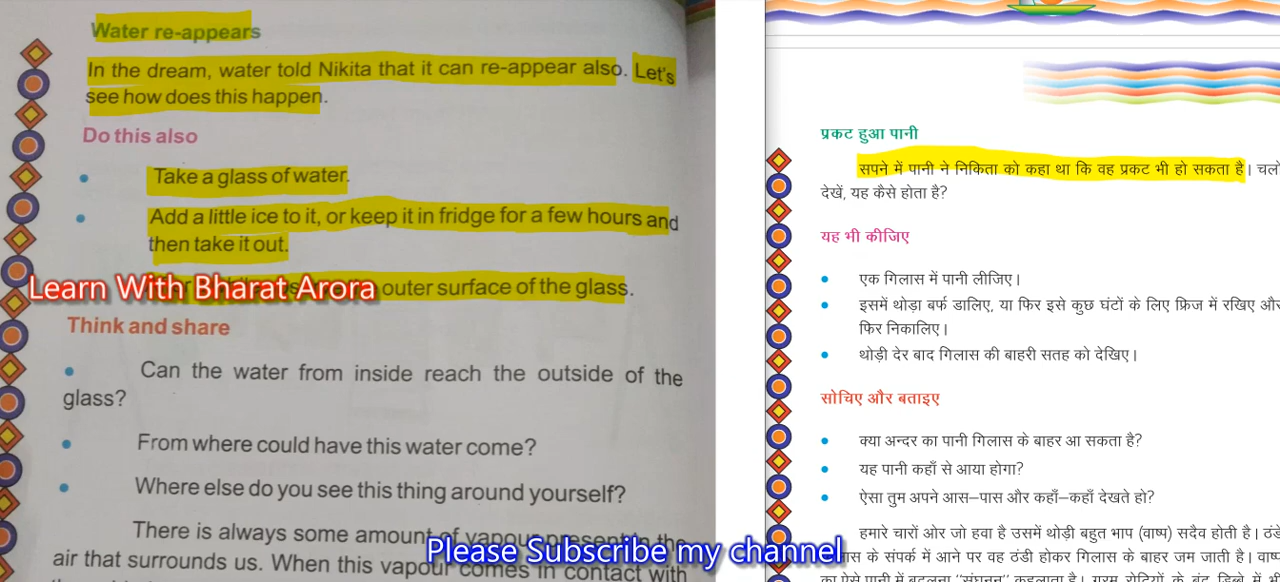 Water re-appears
In the dream, water told Nikita that it can re-appear also. Let's
see how does this happen.
Do this also
Take a glass of water.
Add a little ice to it, or keep it in fridge for a few hours and
then take it out.
outer surface of the glass.
Learn With Bharat Arora
Think and share
Can the water from inside reach the outside of the
glass?
From where could have this water come?
Where else do you see this thing around yourself?
There is always some amount of vapour present in the
air that surrounds us. When this vapour comes in contact with
Please Subscribe my channel
प्रकट हुआ पानी
सपने में पानी ने निकिता को कहा था कि वह प्रकट भी हो सकता है। चलो
देखें, यह कैसे होता है?
यह भी कीजिए
एक गिलास में पानी लीजिए।
इसमें थोड़ा बर्फ डालिए, या फिर इसे कुछ घंटों के लिए फ्रिज में रखिए और
फिर निकालिए।
थोड़ी देर बाद गिलास की बाहरी सतह को देखिए।
सोचिए और बताइए
क्या अन्दर का पानी गिलास के बाहर आ सकता है?
यह पानी कहाँ से आया होगा?
ऐसा तुम अपने आस–पास और कहाँ–कहाँ देखते हो?
हमारे चारों ओर जो हवा है उसमें थोड़ी बहुत भाप (वाष्प) सदैव होती है। ठंडे
के संपर्क में आने पर वह ठंडी होकर गिलास के बाहर जम जाती है। वाष्प